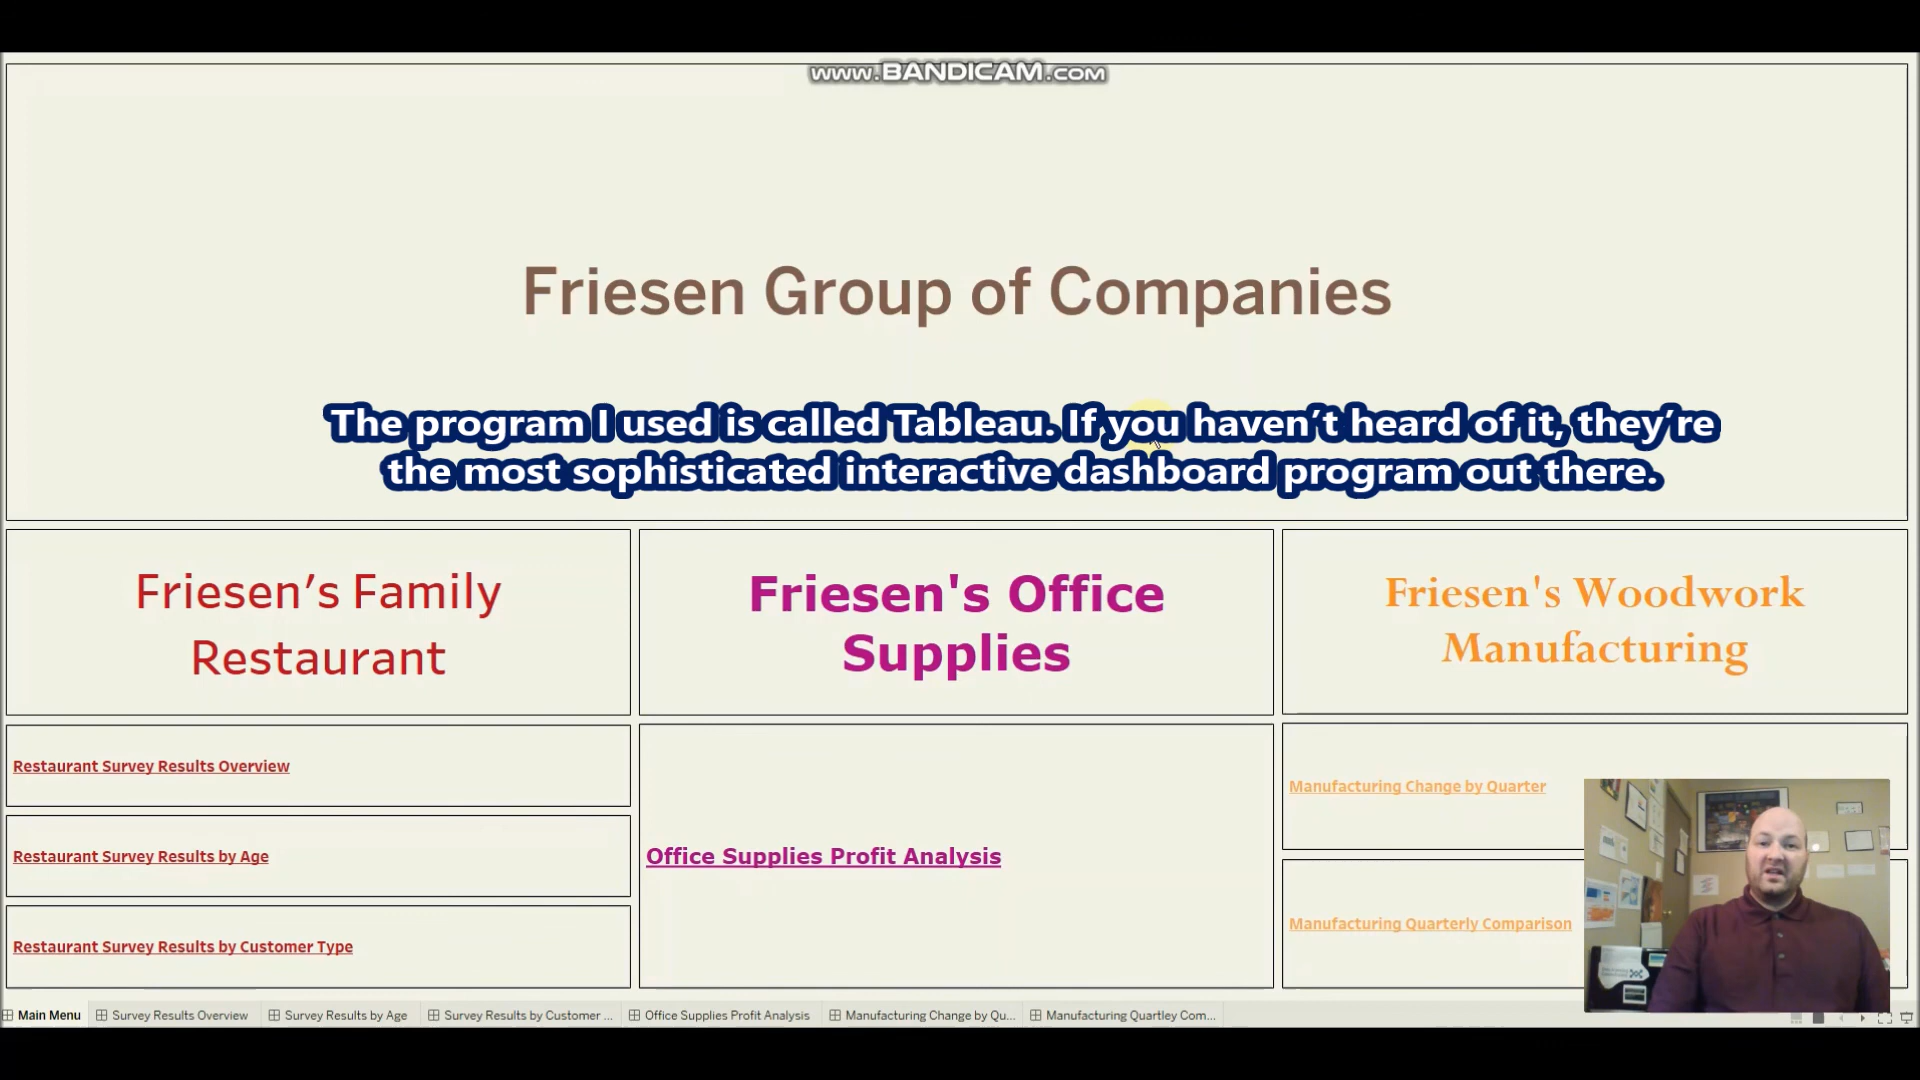 www.BANDICAM.com
Friesen Group of Companies
The program I used is called Tableau. If you haven’t heard of it, they’re
the most sophisticated interactive dashboard program out there.
Friesen’s Family
Restaurant
Friesen's Office
Supplies
Friesen's Woodwork
Manufacturing
Restaurant Survey Results Overview
Restaurant Survey Results by Age
Restaurant Survey Results by Customer Type
Office Supplies Profit Analysis
Manufacturing Change by Quarter
Manufacturing Quarterly Comparison
Main Menu
Survey Results Overview
Survey Results by Age
Survey Results by Customer ...
Office Supplies Profit Analysis
Manufacturing Change by Qu...
Manufacturing Quartley Com...